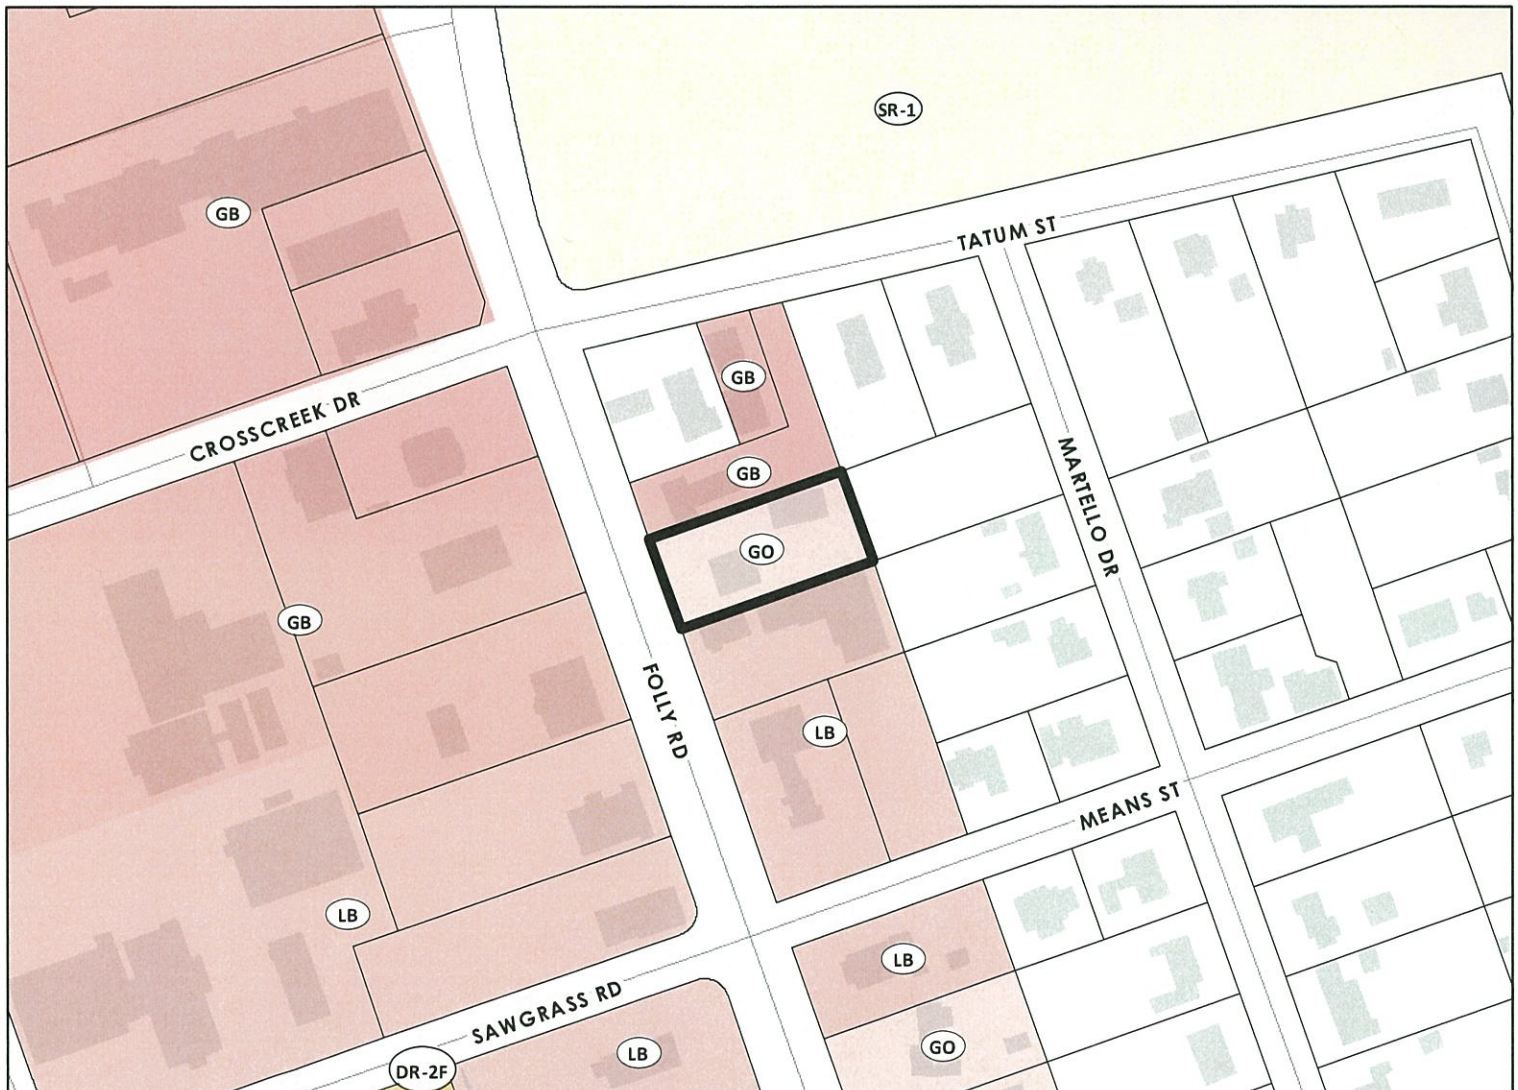 SR-1
GB
TATUM ST
GB
CROSSCREEK DR
GB
MARTELLO DR
GO
GB
FOLLY RD
LB
MEANS ST
LB
LB
SAWGRASS RD
LB
GO
DR-2F